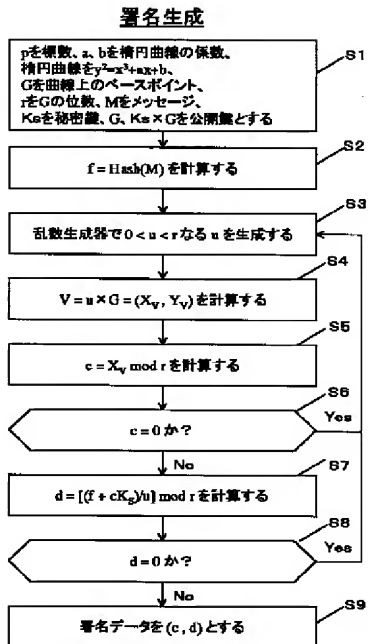 署名生成
pを標数、a、bを楕円曲線の係数、
楕円曲線をy²=x³+ax+b、
Gを曲線上のベースポイント、
rをGの位数、Mをメッセージ、
Ksを秘密鍵、G、Ks×Gを公開鍵とする
S1
S2
f = Hash(M) を計算する
S3
乱数生成器で0 < u < r なる u を生成する
S4
V = u × G = (Xv, Yv) を計算する
S5
c = Xv mod r を計算する
S6
c = 0 か?
Yes
No
S7
d = [(f + cKs)/u] mod r を計算する
S8
d = 0 か?
Yes
No
S9
署名データを (c, d) とする